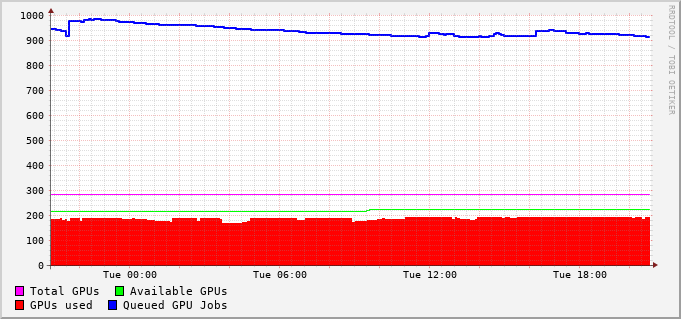 1000
900
800
700
600
500
400
300
200
100
0
Tue 00:00 Tue 06:00 Tue 12:00 Tue 18:00
Total GPUs Available GPUs
GPUs used Queued GPU Jobs
RRDTOOL / TOBI OETIKER